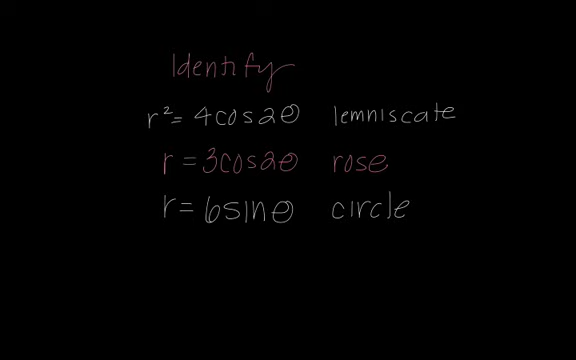 Identify
r²= 4cos2θ lemniscate
r = 3cos2θ rose
r = 6sinθ circle